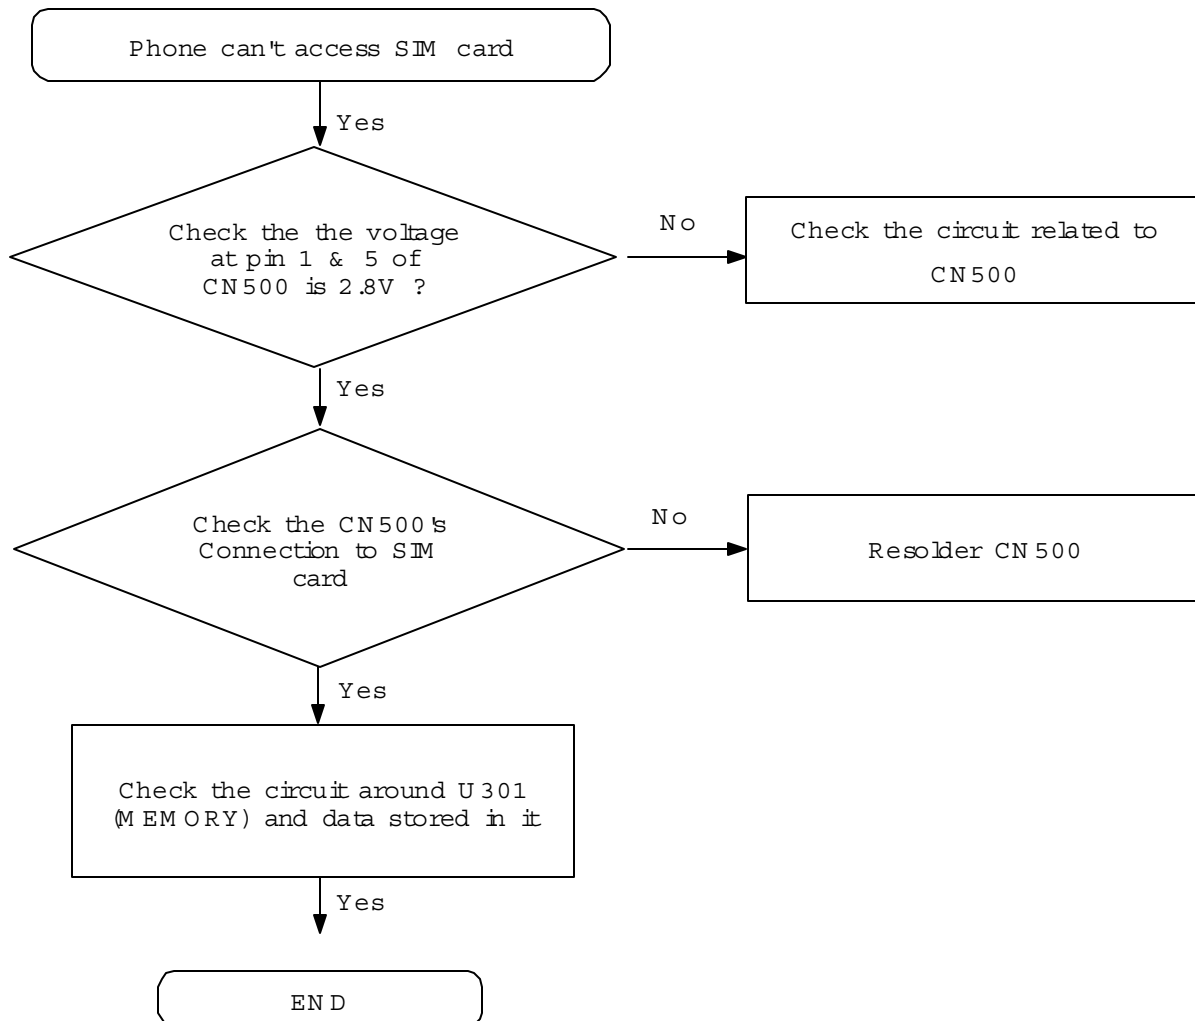 Phone can't access SIM card
Yes
Check the the voltage
at pin 1 & 5 of
CN500 is 2.8V ?
No
Check the circuit related to
CN500
Yes
Check the CN500's
Connection to SIM
card
No
Resolder CN500
Yes
Check the circuit around U301
(MEMORY) and data stored in it
Yes
END